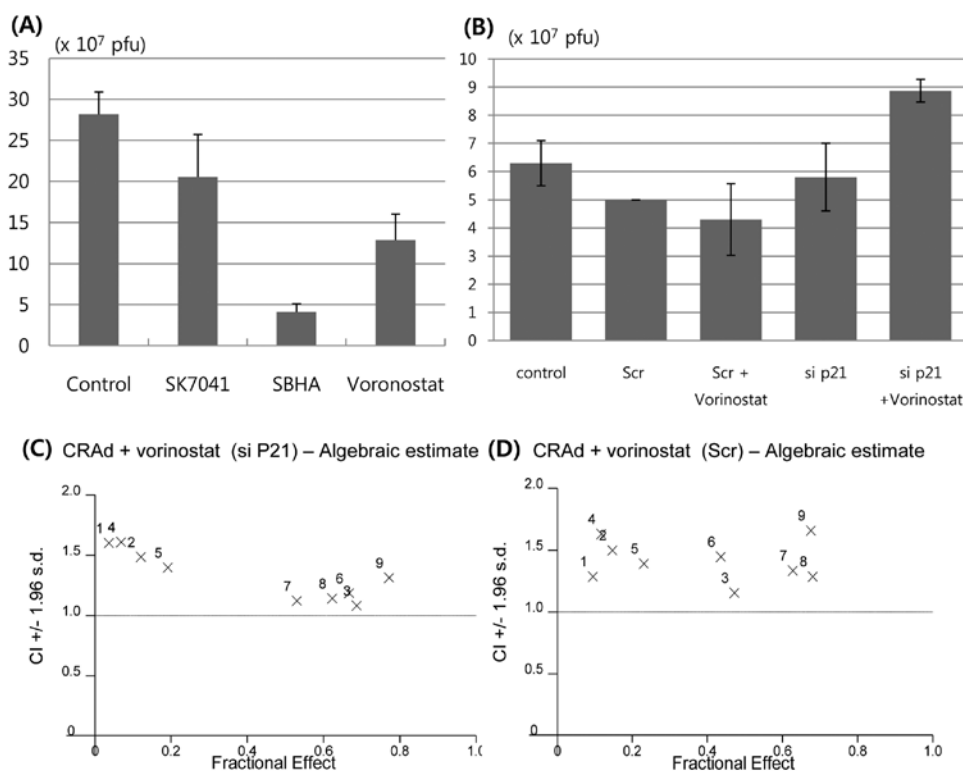 (A)
(x 10⁷ pfu)
35
30
25
20
15
10
5
0
Control SK7041 SBHA Voronostat
(B)
(x 10⁷ pfu)
10
9
8
7
6
5
4
3
2
1
0
control Scr Scr + si p21 si p21
Vorinostat +Vorinostat
(C) CRAd + vorinostat (si P21) – Algebraic estimate
CI +/- 1.96 s.d.
2.0
1.5
1.0
0.5
0
1 4 2 5 7 8 6 3 9
0 0.2 0.4 0.6 0.8 1.0
Fractional Effect
(D) CRAd + vorinostat (Scr) – Algebraic estimate
CI +/- 1.96 s.d.
2.0
1.5
1.0
0.5
0
1 4 2 5 6 3 7 9 8
0 0.2 0.4 0.6 0.8 1.0
Fractional Effect